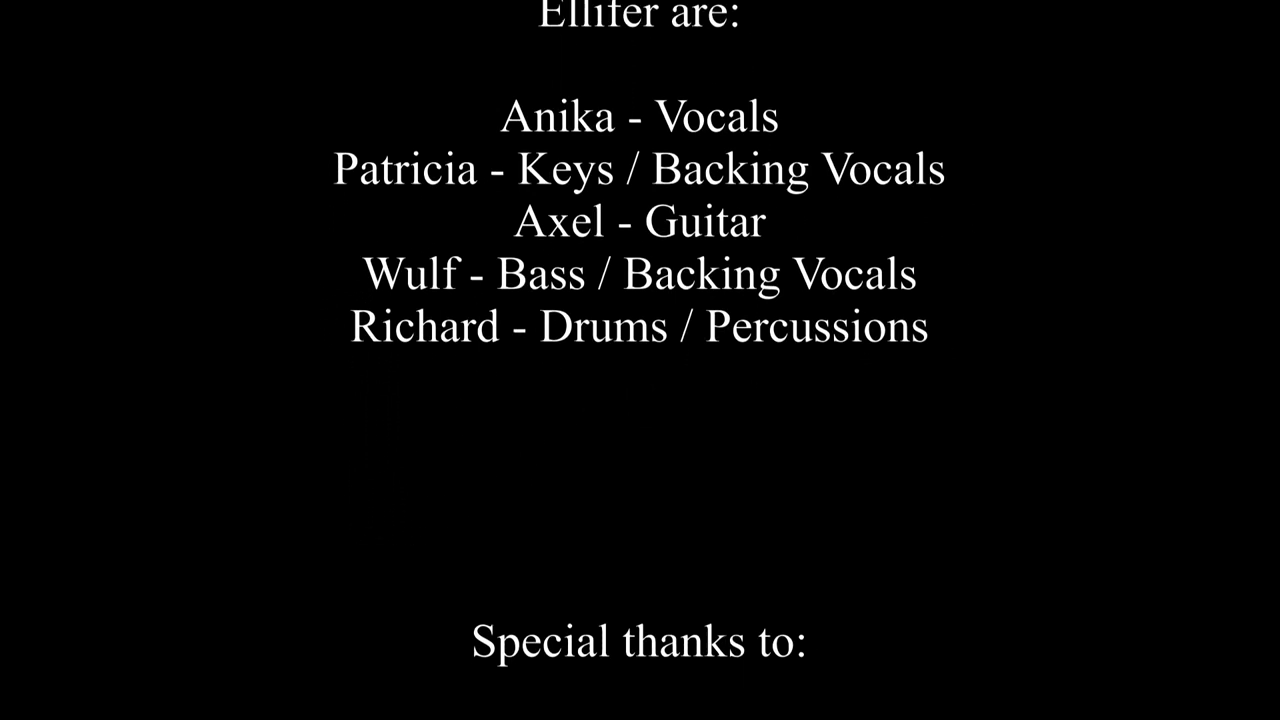 Ellifer are:
Anika - Vocals
Patricia - Keys / Backing Vocals
Axel - Guitar
Wulf - Bass / Backing Vocals
Richard - Drums / Percussions
Special thanks to: